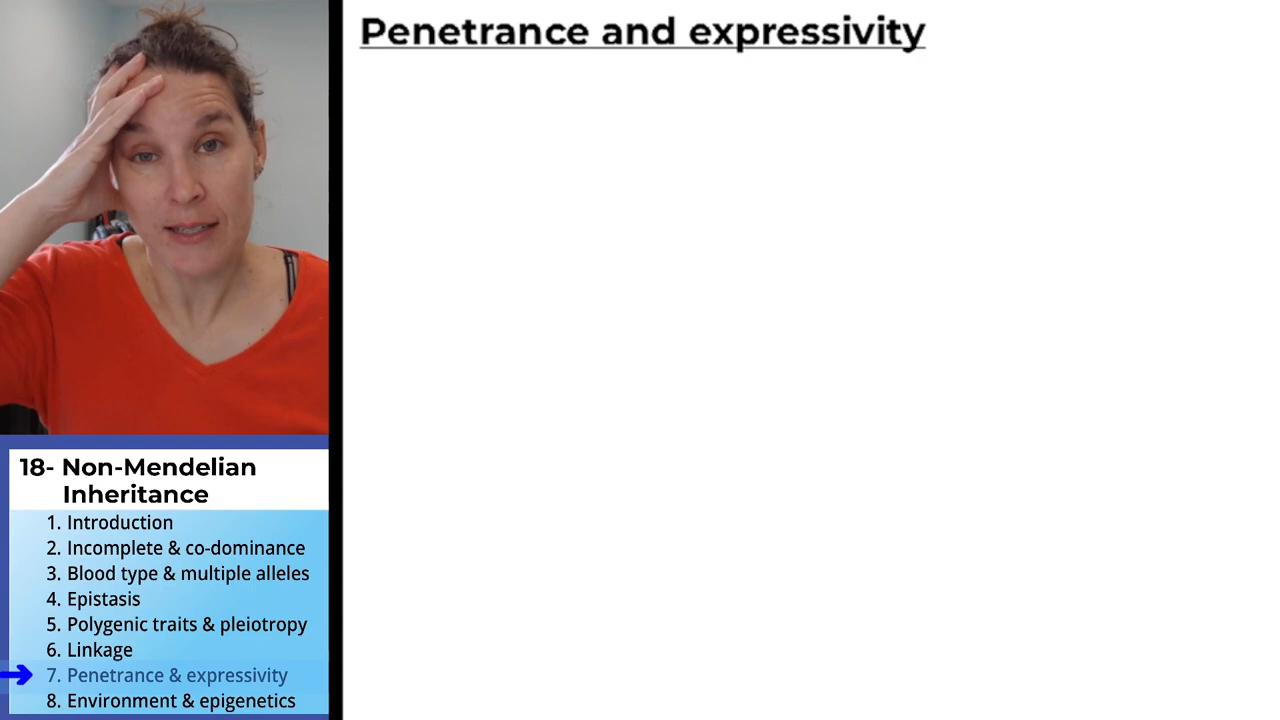 Penetrance and expressivity
18- Non-Mendelian
Inheritance
1. Introduction
2. Incomplete & co-dominance
3. Blood type & multiple alleles
4. Epistasis
5. Polygenic traits & pleiotropy
6. Linkage
7. Penetrance & expressivity
8. Environment & epigenetics